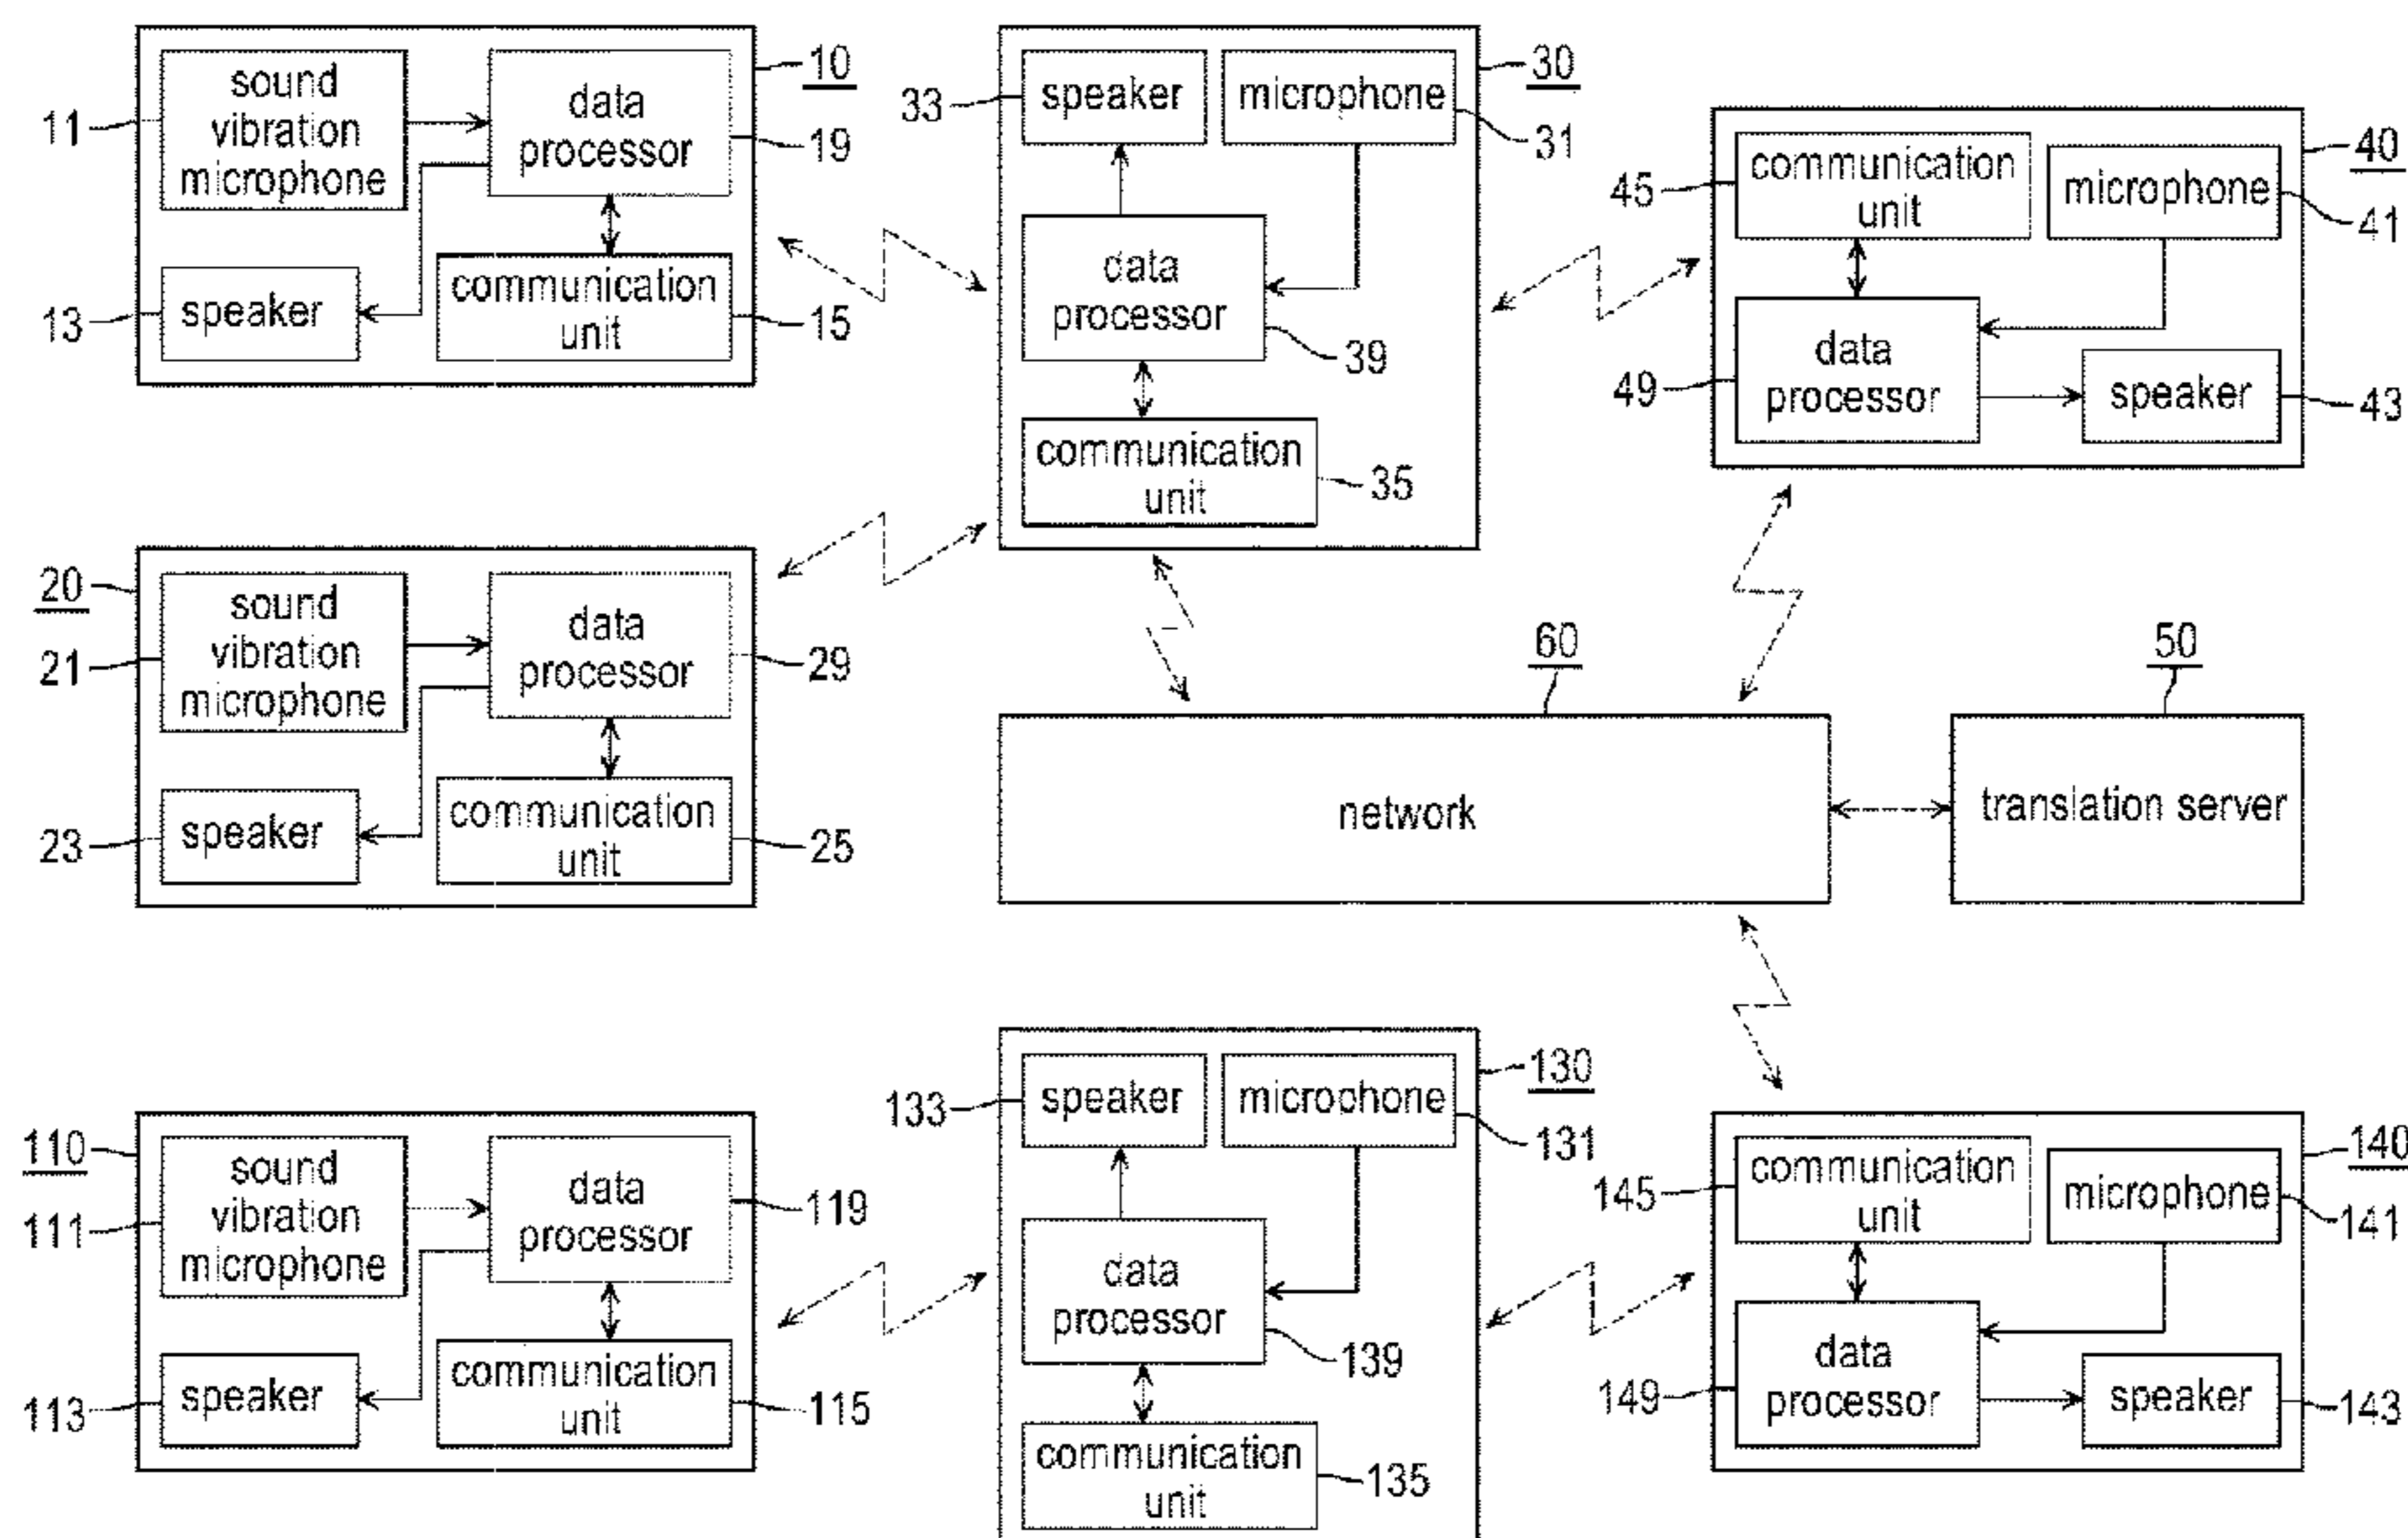 10
sound
vibration
microphone
11
data
processor
19
speaker
13
communication
unit
15
30
speaker
33
microphone
31
data
processor
39
communication
unit
35
40
communication
unit
45
microphone
41
data
processor
49
speaker
43
20
sound
vibration
microphone
21
data
processor
29
speaker
23
communication
unit
25
60
network
50
translation server
110
sound
vibration
microphone
111
data
processor
119
speaker
113
communication
unit
115
130
speaker
133
microphone
131
data
processor
139
communication
unit
135
140
communication
unit
145
microphone
141
data
processor
149
speaker
143